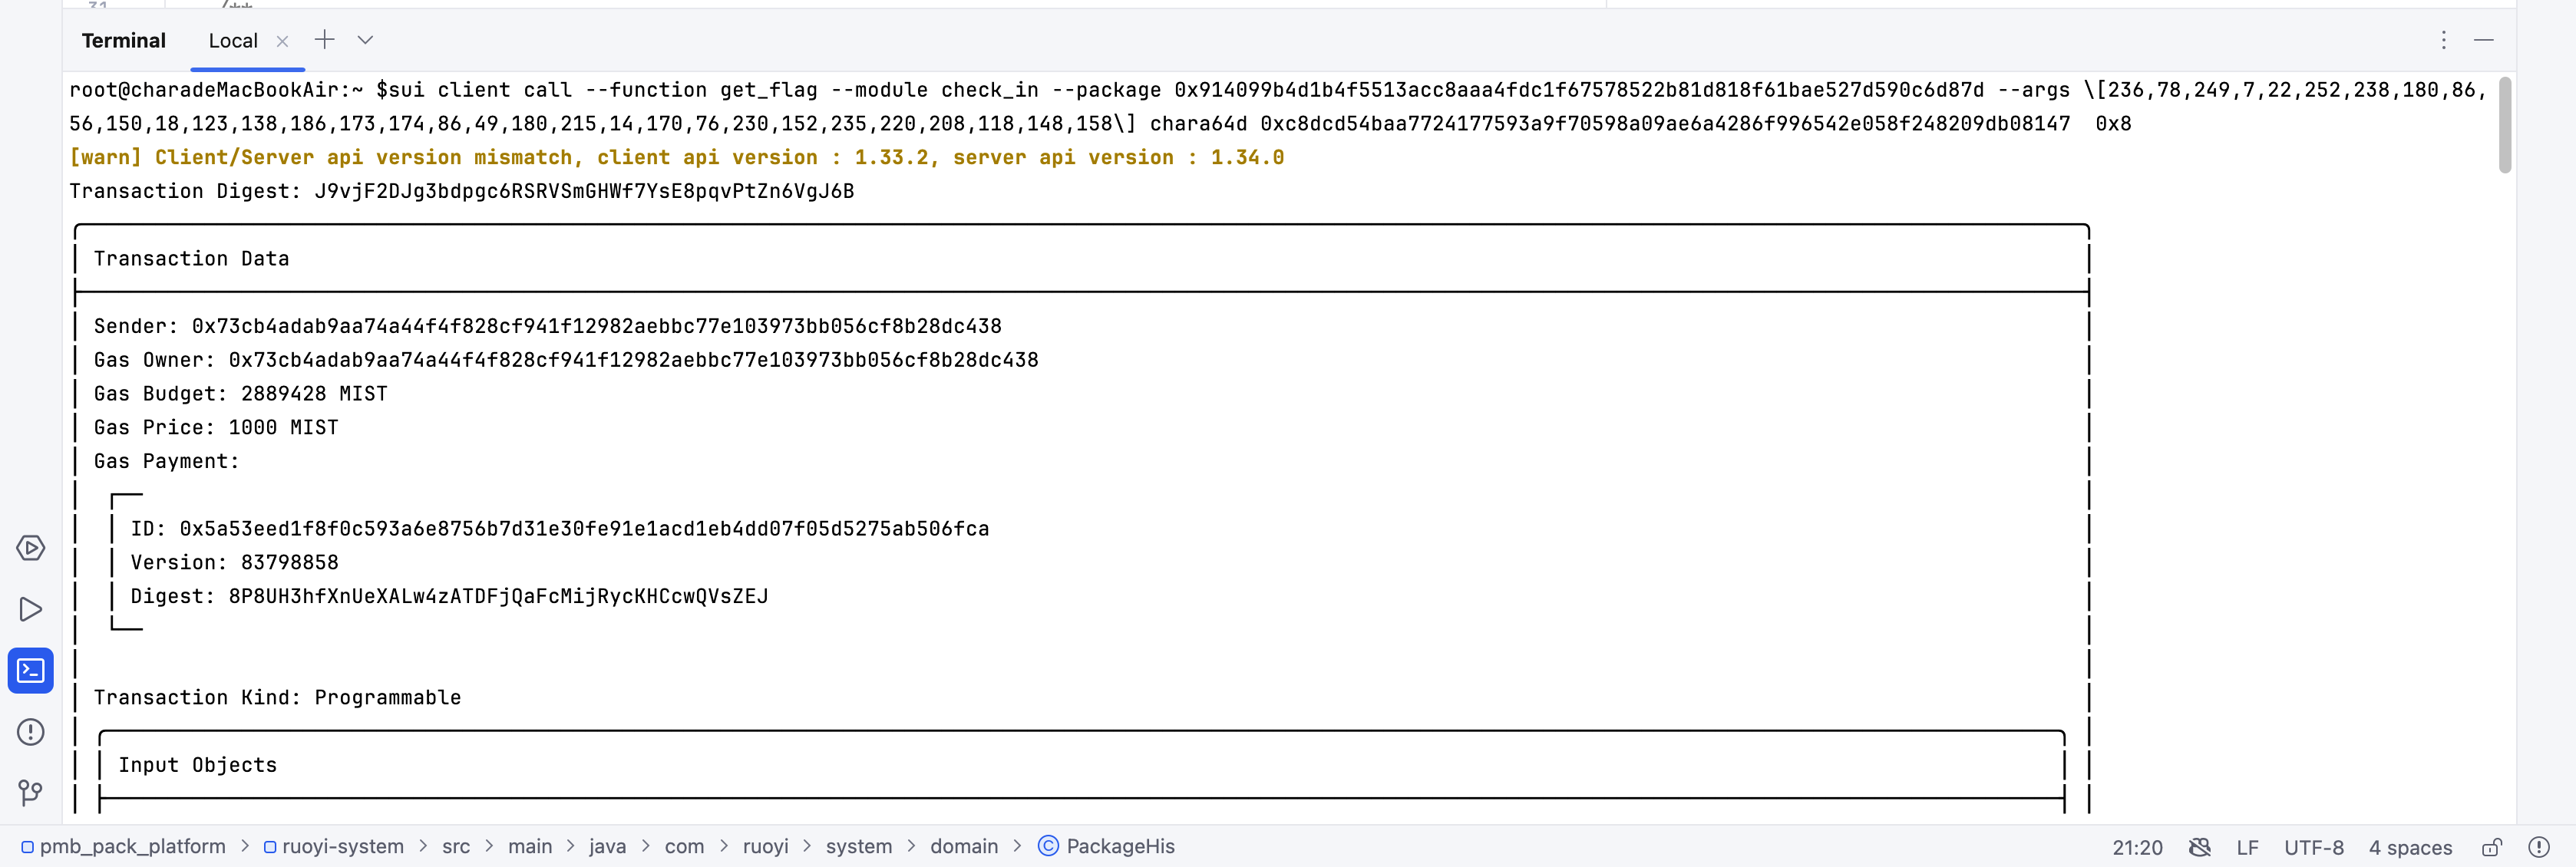 Terminal Local
root@charadeMacBookAir:~ $sui client call --function get_flag --module check_in --package 0x914099b4d1b4f5513acc8aaa4fdc1f67578522b81d818f61bae527d590c6d87d --args \[236,78,249,7,22,252,238,180,86,
56,150,18,123,138,186,173,174,86,49,180,215,14,170,76,230,152,235,220,208,118,148,158\] chara64d 0xc8dcd54baa7724177593a9f70598a09ae6a4286f996542e058f248209db08147  0x8
[warn] Client/Server api version mismatch, client api version : 1.33.2, server api version : 1.34.0
Transaction Digest: J9vjF2DJg3bdpgc6RSRVSmGHWf7YsE8pqvPtZn6VgJ6B
Transaction Data
Sender: 0x73cb4adab9aa74a44f4f828cf941f12982aebbc77e103973bb056cf8b28dc438
Gas Owner: 0x73cb4adab9aa74a44f4f828cf941f12982aebbc77e103973bb056cf8b28dc438
Gas Budget: 2889428 MIST
Gas Price: 1000 MIST
Gas Payment:
ID: 0x5a53eed1f8f0c593a6e8756b7d31e30fe91e1acd1eb4dd07f05d5275ab506fca
Version: 83798858
Digest: 8P8UH3hfXnUeXALw4zATDFjQaFcMijRycKHCcwQVsZEJ
Transaction Kind: Programmable
Input Objects
pmb_pack_platform > ruoyi-system > src > main > java > com > ruoyi > system > domain > PackageHis 21:20 LF UTF-8 4 spaces